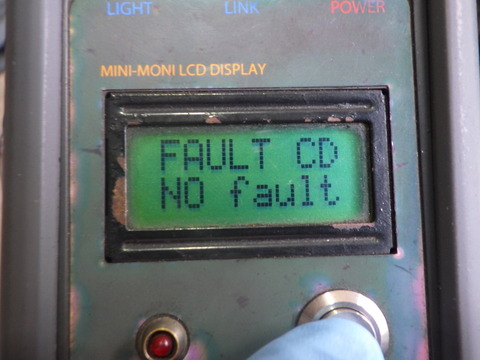 LIGHT LINK POWER
MINI-MONI LCD DISPLAY
FAULT CD
NO fault